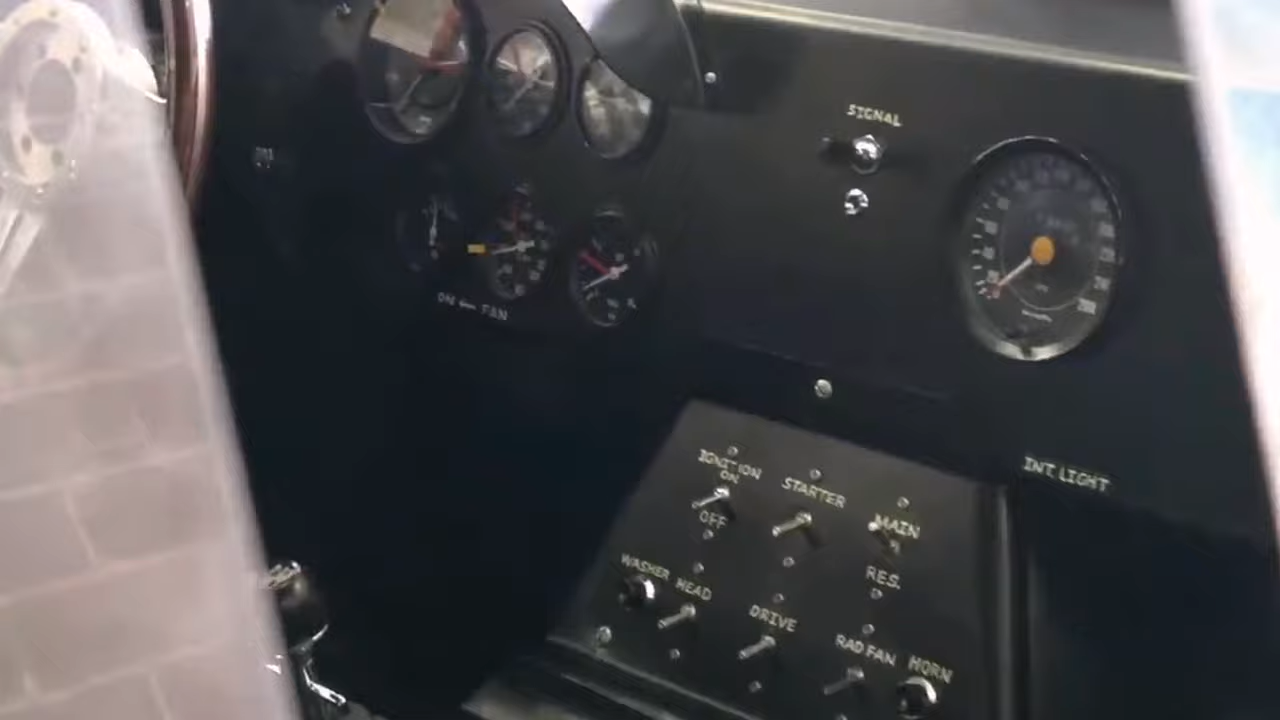 SIGNAL
ON FAN
INT. LIGHT
IGNITION
ON
OFF
STARTER
MAIN
RES.
WASHER
HEAD
DRIVE
RAD FAN
HORN